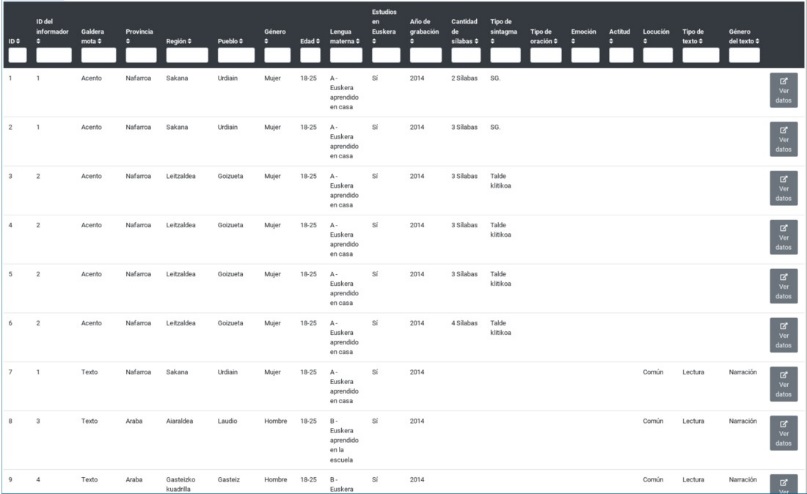 ID
ID del informador
Galdera mota
Provincia
Región
Pueblo
Género
Edad
Lengua materna
Estudios en Euskera
Año de grabación
Cantidad de sílabas
Tipo de sintagma
Tipo de oración
Emoción
Actitud
Locución
Tipo de texto
Género del texto
1 1 Acento Nafarroa Sakana Urdiain Mujer 18-25 A - Euskera aprendido en casa Sí 2014 2 Sílabas SG. Ver datos
2 1 Acento Nafarroa Sakana Urdiain Mujer 18-25 A - Euskera aprendido en casa Sí 2014 3 Sílabas SG. Ver datos
3 2 Acento Nafarroa Leitzaldea Goizueta Mujer 18-25 A - Euskera aprendido en casa Sí 2014 3 Sílabas Talde klitikoa Ver datos
4 2 Acento Nafarroa Leitzaldea Goizueta Mujer 18-25 A - Euskera aprendido en casa Sí 2014 3 Sílabas Talde klitikoa Ver datos
5 2 Acento Nafarroa Leitzaldea Goizueta Mujer 18-25 A - Euskera aprendido en casa Sí 2014 3 Sílabas Talde klitikoa Ver datos
6 2 Acento Nafarroa Leitzaldea Goizueta Mujer 18-25 A - Euskera aprendido en casa Sí 2014 4 Sílabas Talde klitikoa Ver datos
7 1 Texto Nafarroa Sakana Urdiain Mujer 18-25 A - Euskera aprendido en casa Sí 2014 Común Lectura Narración Ver datos
8 3 Texto Araba Aiaraldea Laudio Hombre 18-25 B - Euskera aprendido en la escuela Sí 2014 Común Lectura Narración Ver datos
9 4 Texto Araba Gasteizko kuadrilla Gasteiz Hombre 18-25 B - Euskera Sí 2014 Común Lectura Narración Ver